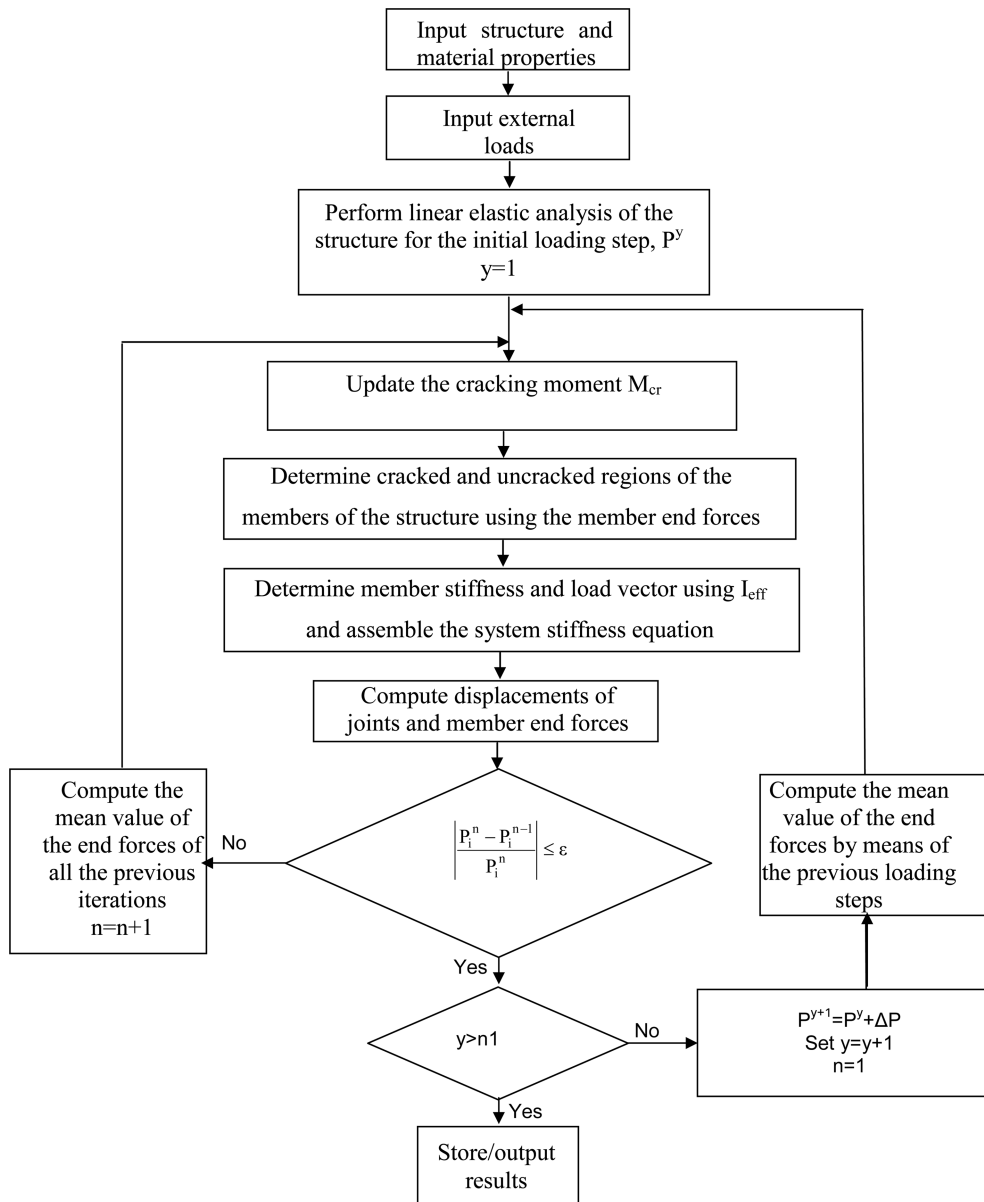 Input structure and
material properties
Input external
loads
Perform linear elastic analysis of the
structure for the initial loading step, P^y
y=1
Update the cracking moment M_cr
Determine cracked and uncracked regions of the
members of the structure using the member end forces
Determine member stiffness and load vector using I_eff
and assemble the system stiffness equation
Compute displacements of
joints and member end forces
Compute the
mean value of
the end forces of
all the previous
iterations
n=n+1
No
|(P_i^n − P_i^{n−1}) / P_i^n| ≤ ε
Compute the mean
value of the end
forces by means of
the previous loading
steps
Yes
y>n1
No
P^{y+1}=P^y+ΔP
Set y=y+1
n=1
Yes
Store/output
results